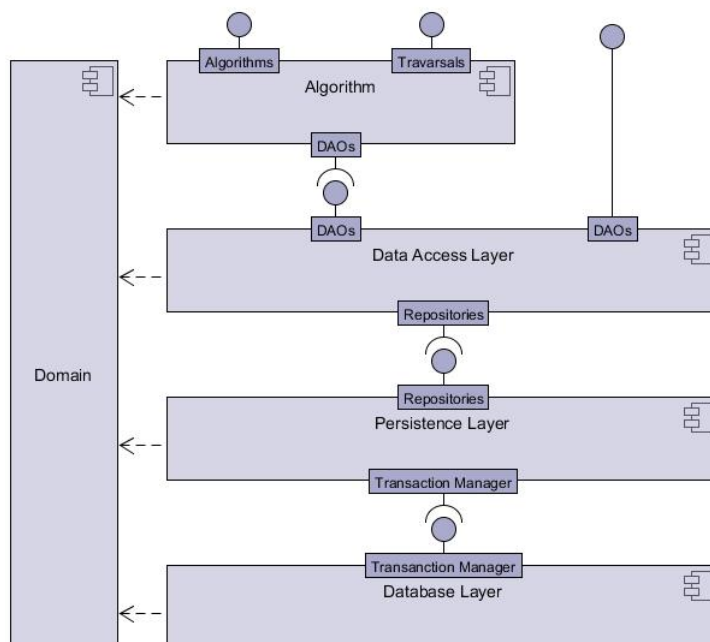 Algorithms
Travarsals
Algorithm
DAOs
DAOs
DAOs
Data Access Layer
Repositories
Domain
Repositories
Persistence Layer
Transaction Manager
Transanction Manager
Database Layer